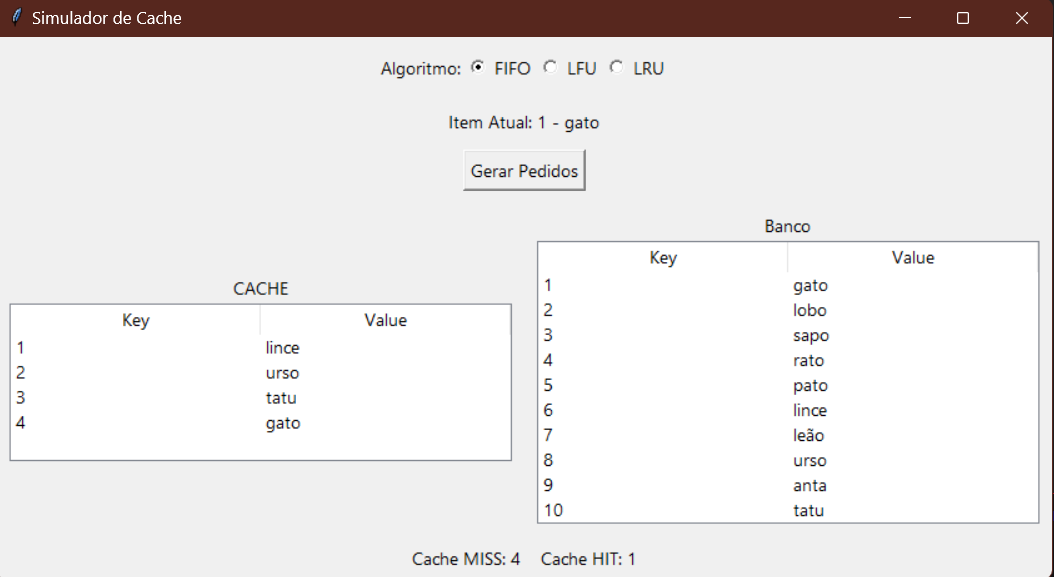 Simulador de Cache
Algoritmo: FIFO LFU LRU
Item Atual: 1 - gato
Gerar Pedidos
CACHE
Key Value
1 lince
2 urso
3 tatu
4 gato
Banco
Key Value
1 gato
2 lobo
3 sapo
4 rato
5 pato
6 lince
7 leão
8 urso
9 anta
10 tatu
Cache MISS: 4 Cache HIT: 1